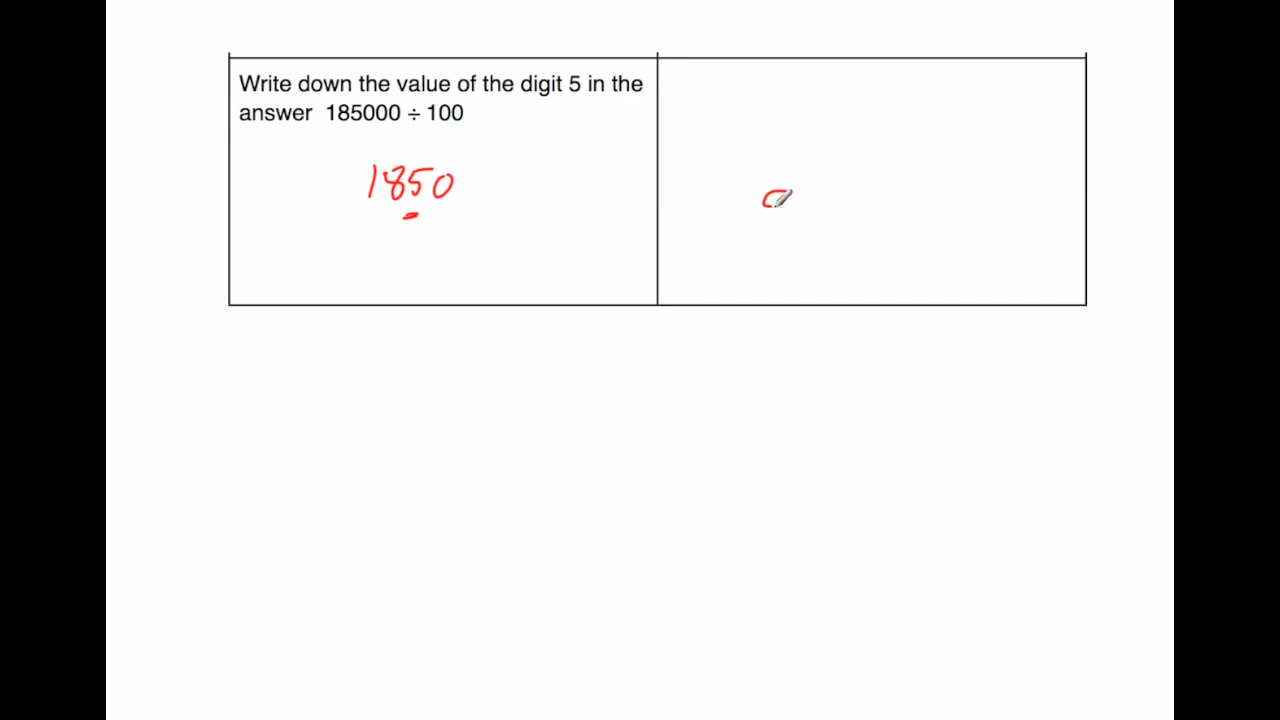 Write down the value of the digit 5 in the
answer 185000 ÷ 100
1850